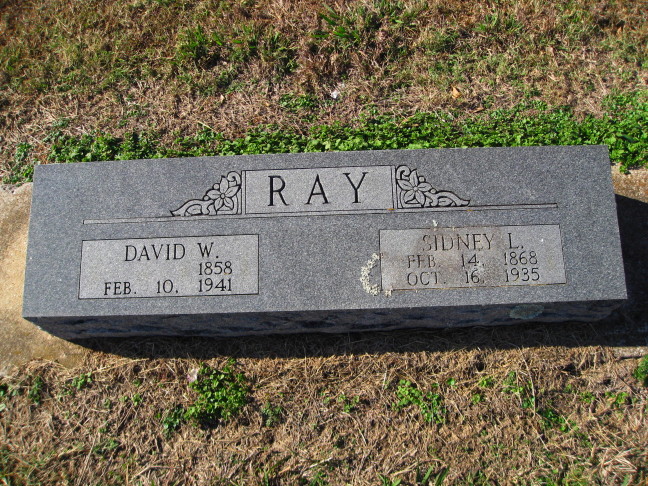 RAY
DAVID W.
1858
FEB. 10, 1941
SIDNEY L.
FEB. 14, 1868
OCT. 16, 1935